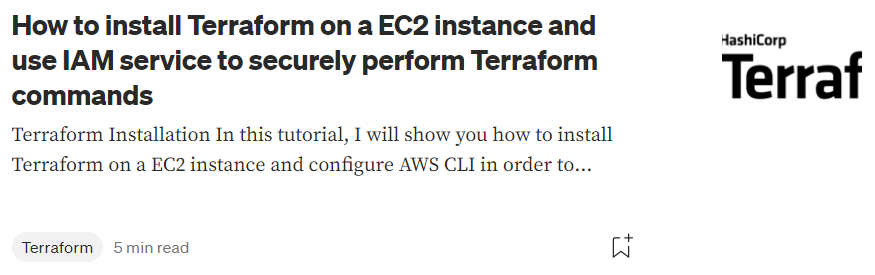 How to install Terraform on a EC2 instance and
use IAM service to securely perform Terraform
commands
Terraform Installation In this tutorial, I will show you how to install
Terraform on a EC2 instance and configure AWS CLI in order to...
Terraform 5 min read
HashiCorp
Terraf